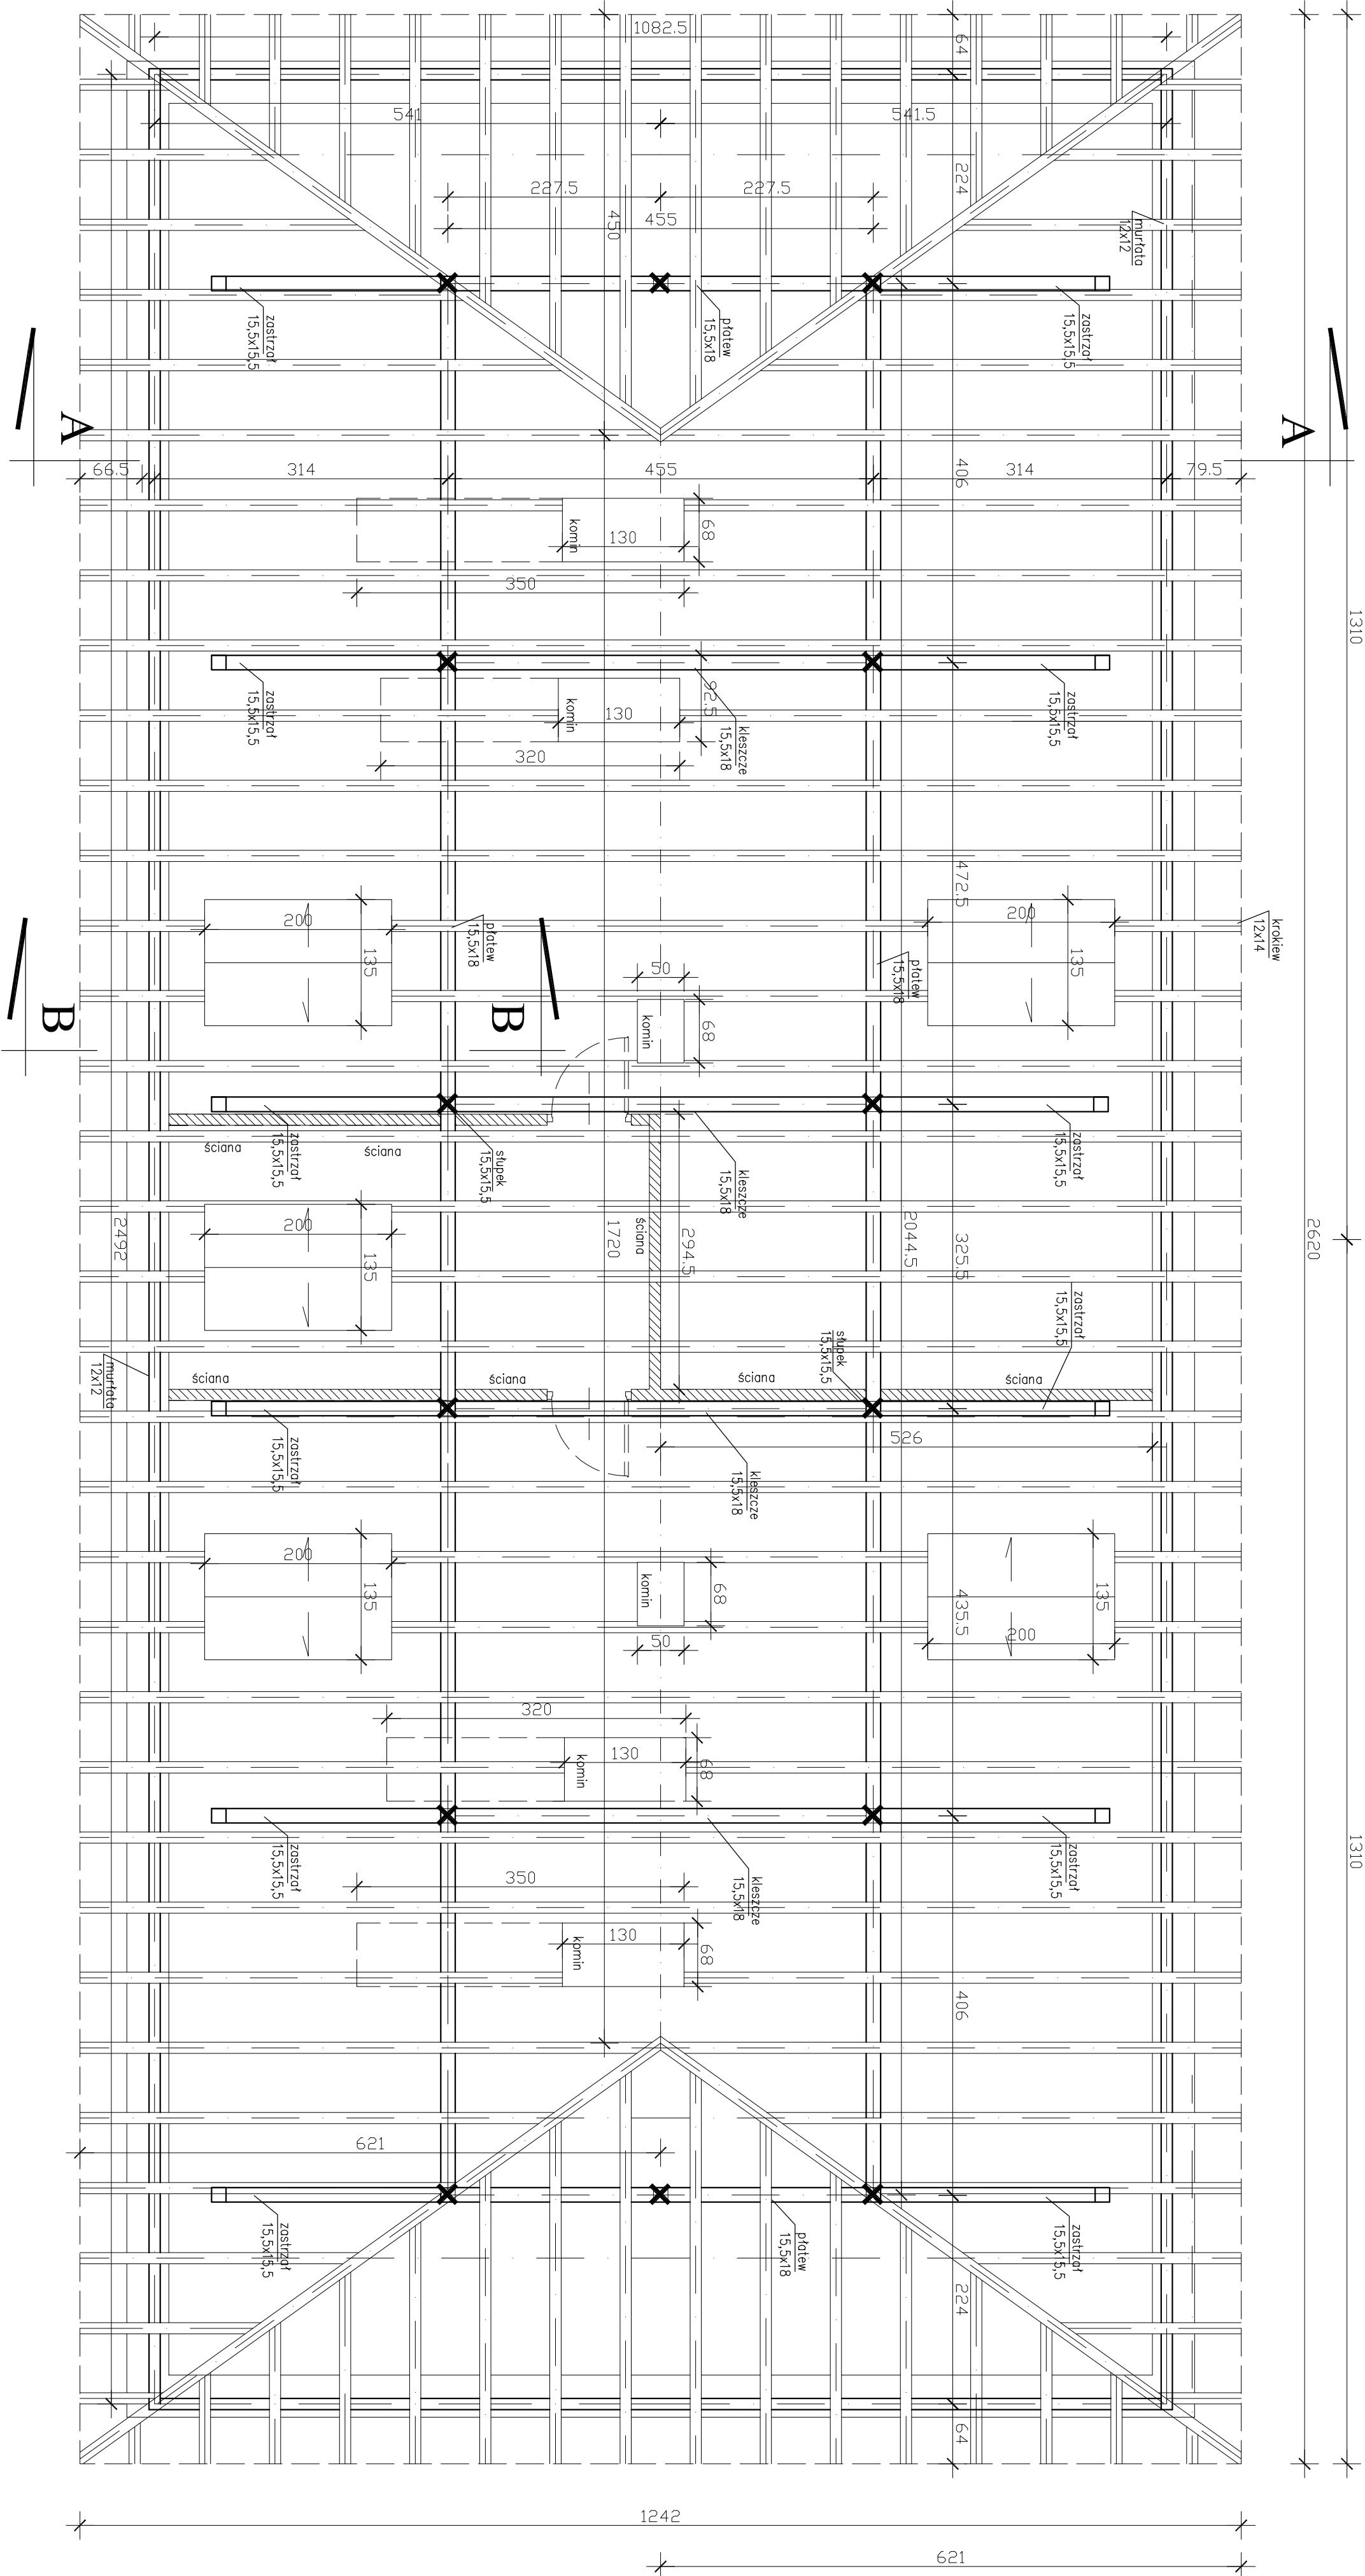 1082.5
64
541
541.5
224
227.5
227.5
455
450
murłata
12x12
zastrzał
15,5x15,5
płatew
15,5x18
zastrzał
15,5x15,5
A
A
66.5
314
455
406
314
79.5
komin
130
68
350
1310
zastrzał
15,5x15,5
komin
130
92.5
kleszcze
15,5x18
zastrzał
15,5x15,5
320
472.5
200
135
płatew
15,5x18
płatew
15,5x18
200
135
krokiew
12x14
B
B
50
komin
68
ściana
zastrzał
15,5x15,5
ściana
słupek
15,5x15,5
kleszcze
15,5x18
zastrzał
15,5x15,5
2492
200
135
1720
ściana
294.5
2044.5
325.5
2620
zastrzał
15,5x15,5
murłata
12x12
ściana
ściana
słupek
15,5x15,5
ściana
ściana
zastrzał
15,5x15,5
kleszcze
15,5x18
526
200
135
komin
68
50
435.5
135
200
320
komin
130
68
zastrzał
15,5x15,5
kleszcze
15,5x18
zastrzał
15,5x15,5
1310
350
komin
130
68
406
621
zastrzał
15,5x15,5
płatew
15,5x18
zastrzał
15,5x15,5
224
64
1242
621